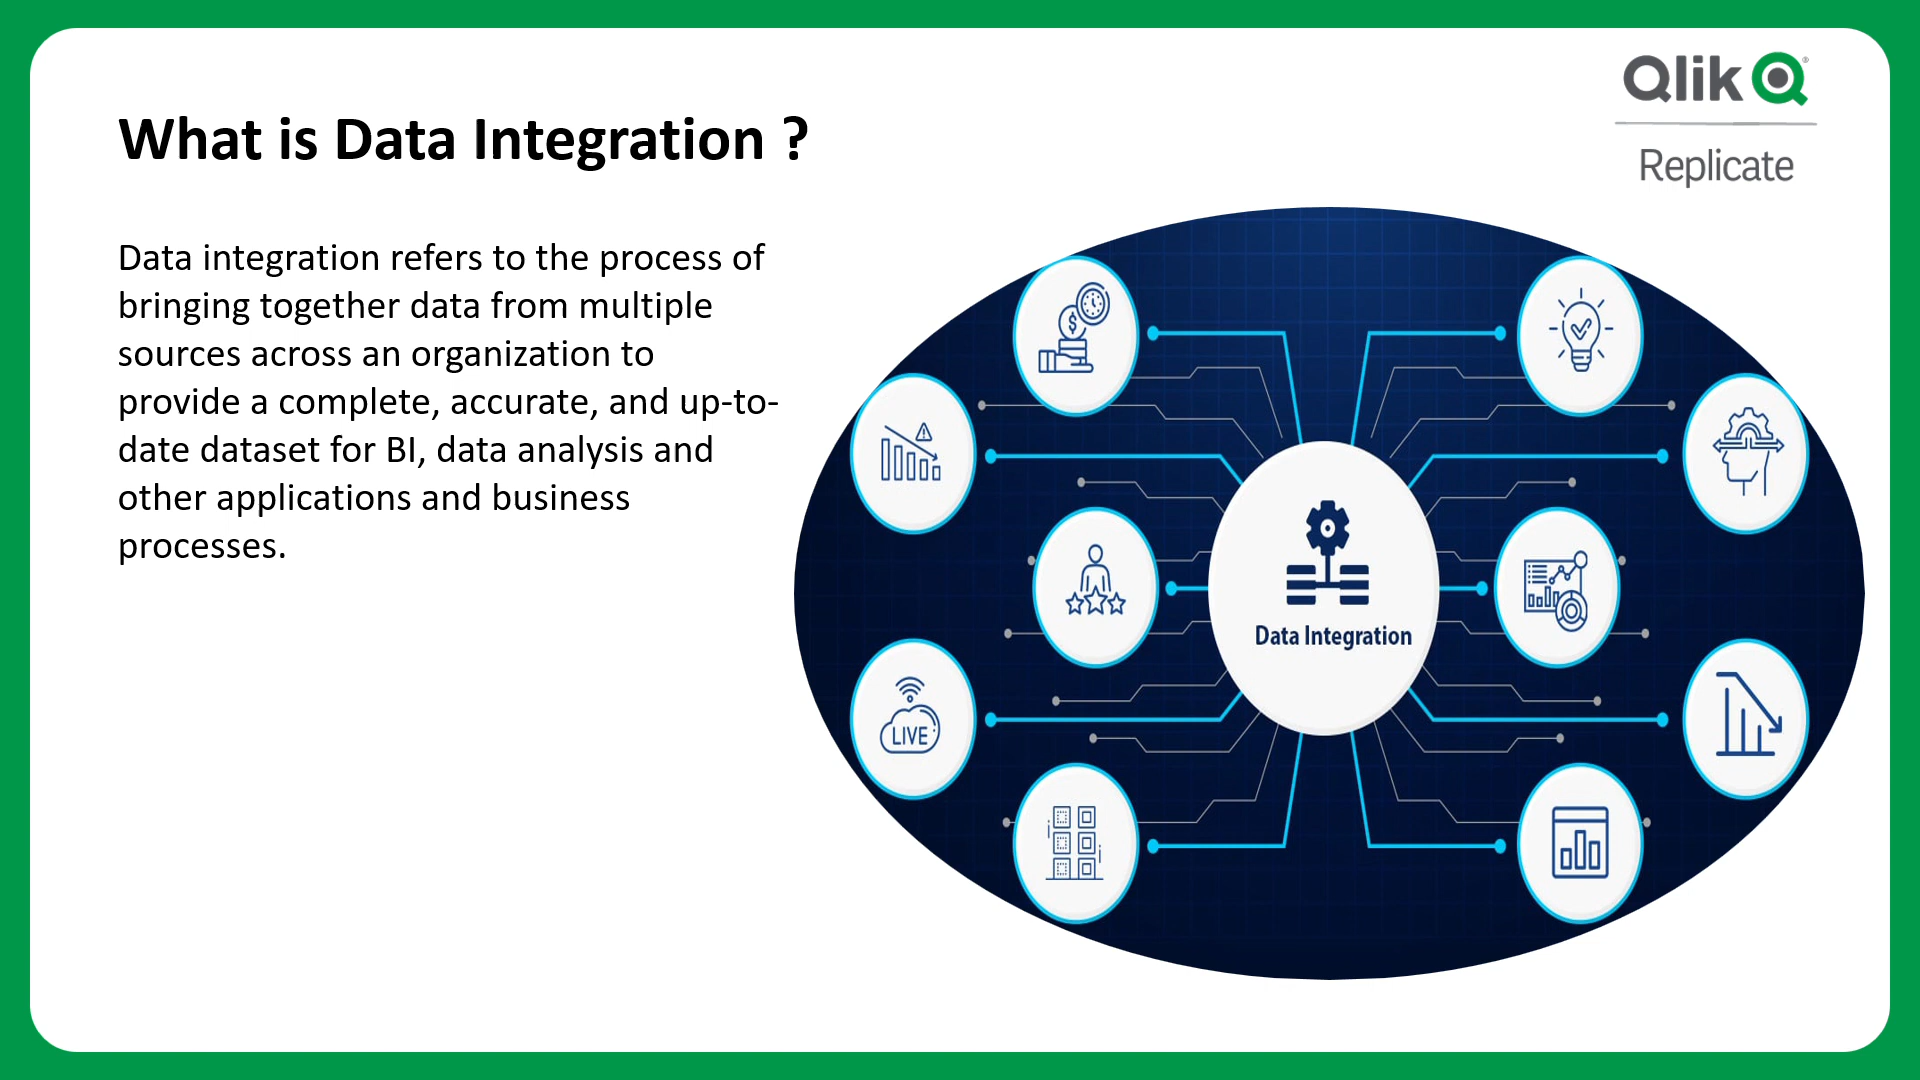 Qlik
Replicate
What is Data Integration ?
Data integration refers to the process of
bringing together data from multiple
sources across an organization to
provide a complete, accurate, and up-to-
date dataset for BI, data analysis and
other applications and business
processes.
$
LIVE
Data Integration